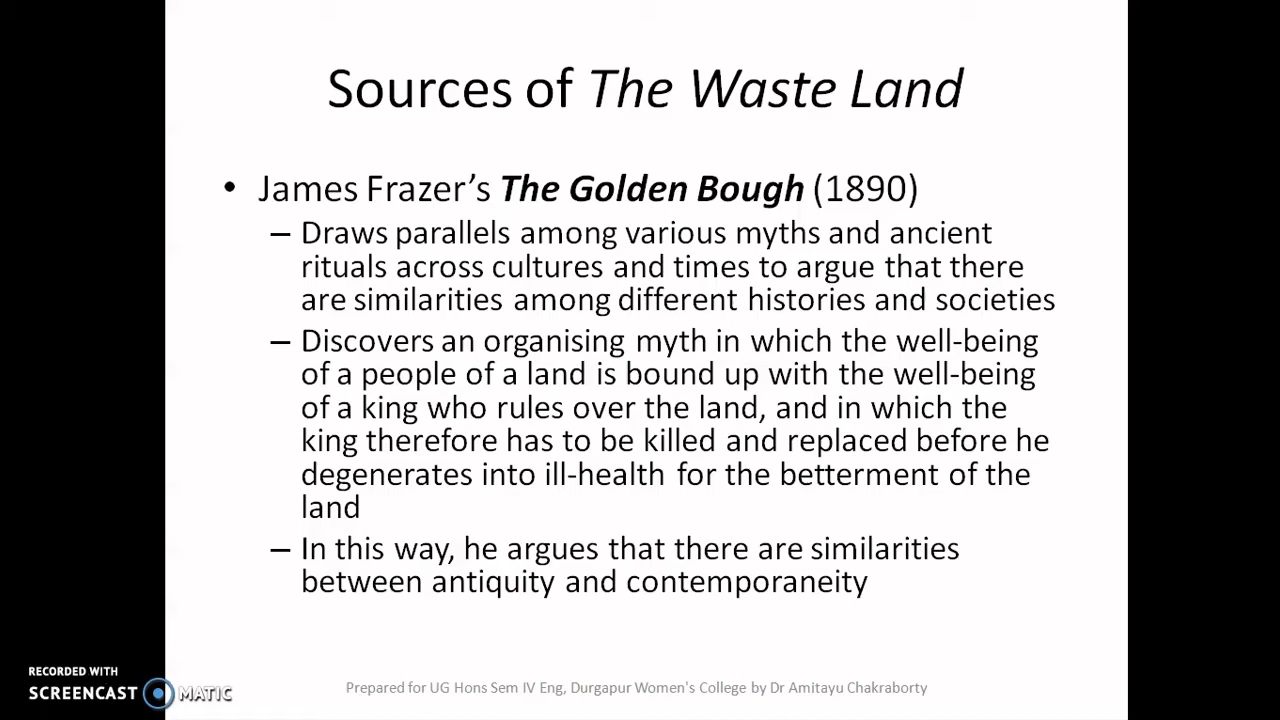 Sources of The Waste Land
• James Frazer’s The Golden Bough (1890)
– Draws parallels among various myths and ancient
rituals across cultures and times to argue that there
are similarities among different histories and societies
– Discovers an organising myth in which the well-being
of a people of a land is bound up with the well-being
of a king who rules over the land, and in which the
king therefore has to be killed and replaced before he
degenerates into ill-health for the betterment of the
land
– In this way, he argues that there are similarities
between antiquity and contemporaneity
RECORDED WITH
SCREENCAST MATIC
Prepared for UG Hons Sem IV Eng, Durgapur Women's College by Dr Amitayu Chakraborty